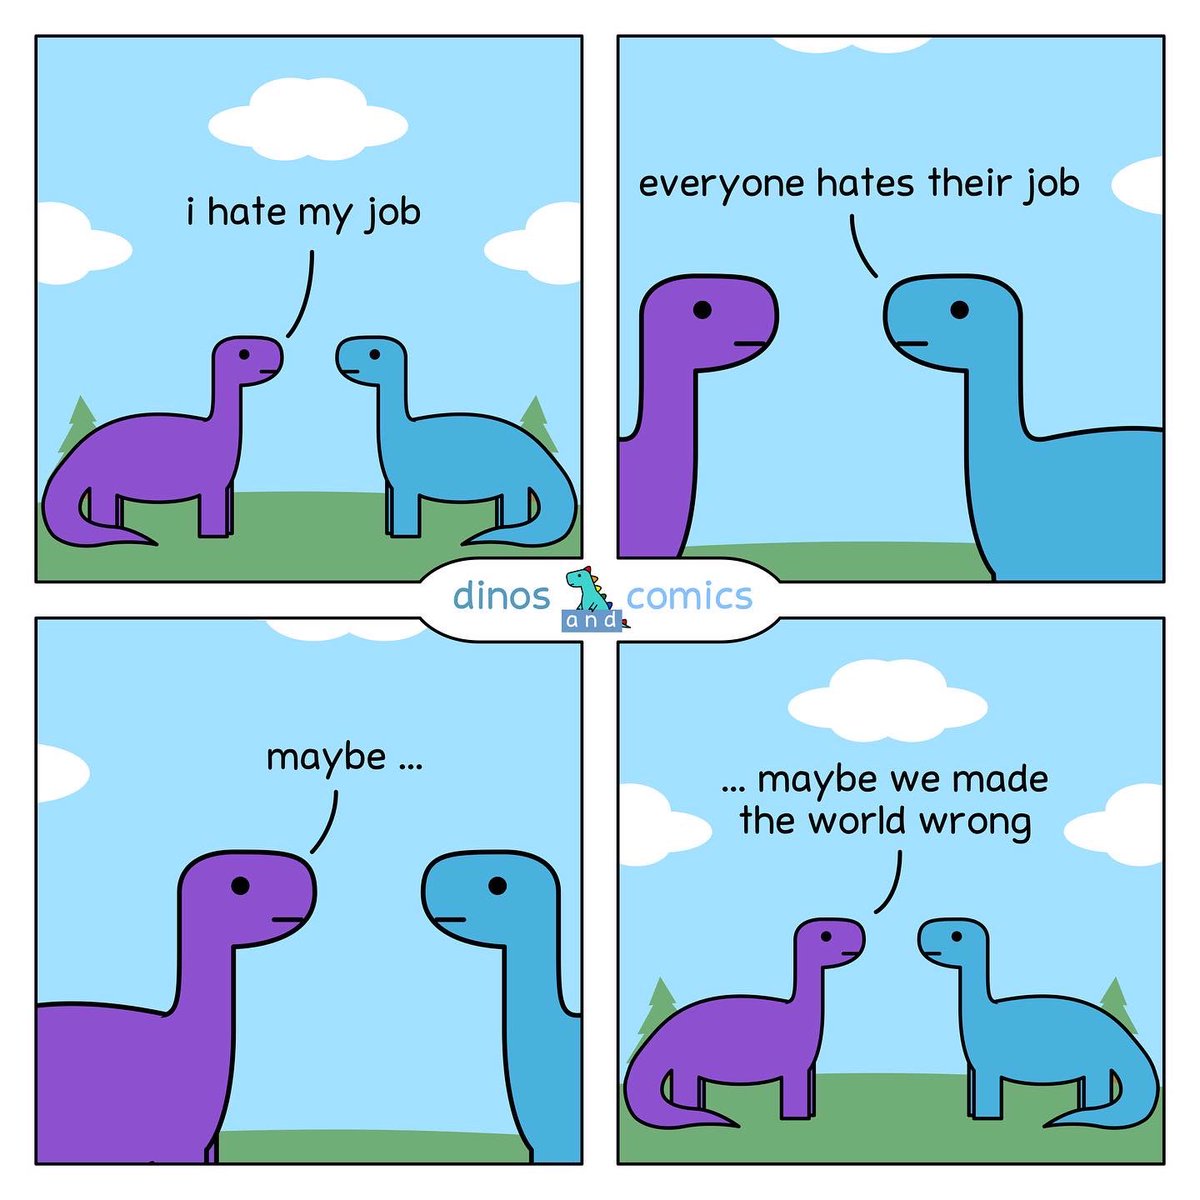 i hate my job
everyone hates their job
dinos and comics
maybe ...
... maybe we made
the world wrong